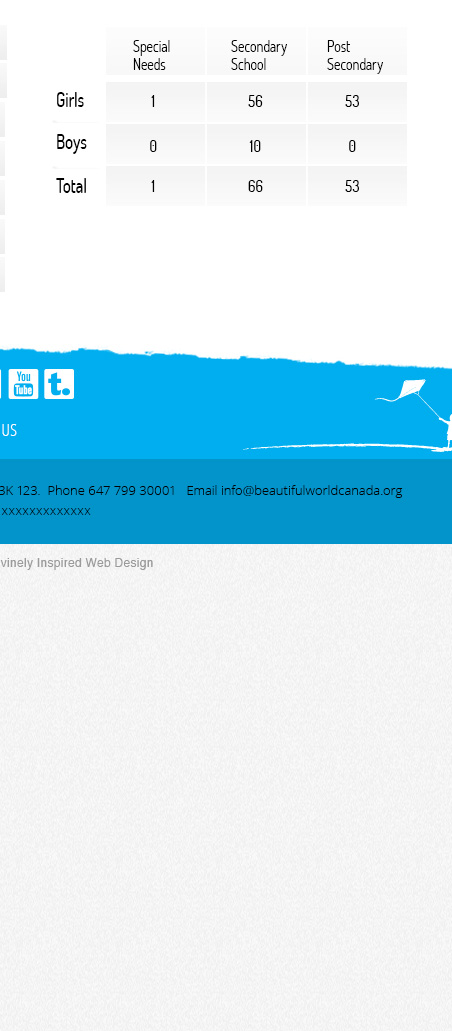 Special Needs
Secondary School
Post Secondary
Girls 1 56 53
Boys 0 10 0
Total 1 66 53
You Tube t.
US
3K 123. Phone 647 799 30001 Email info@beautifulworldcanada.org
xxxxxxxxxxxxx
vinely Inspired Web Design